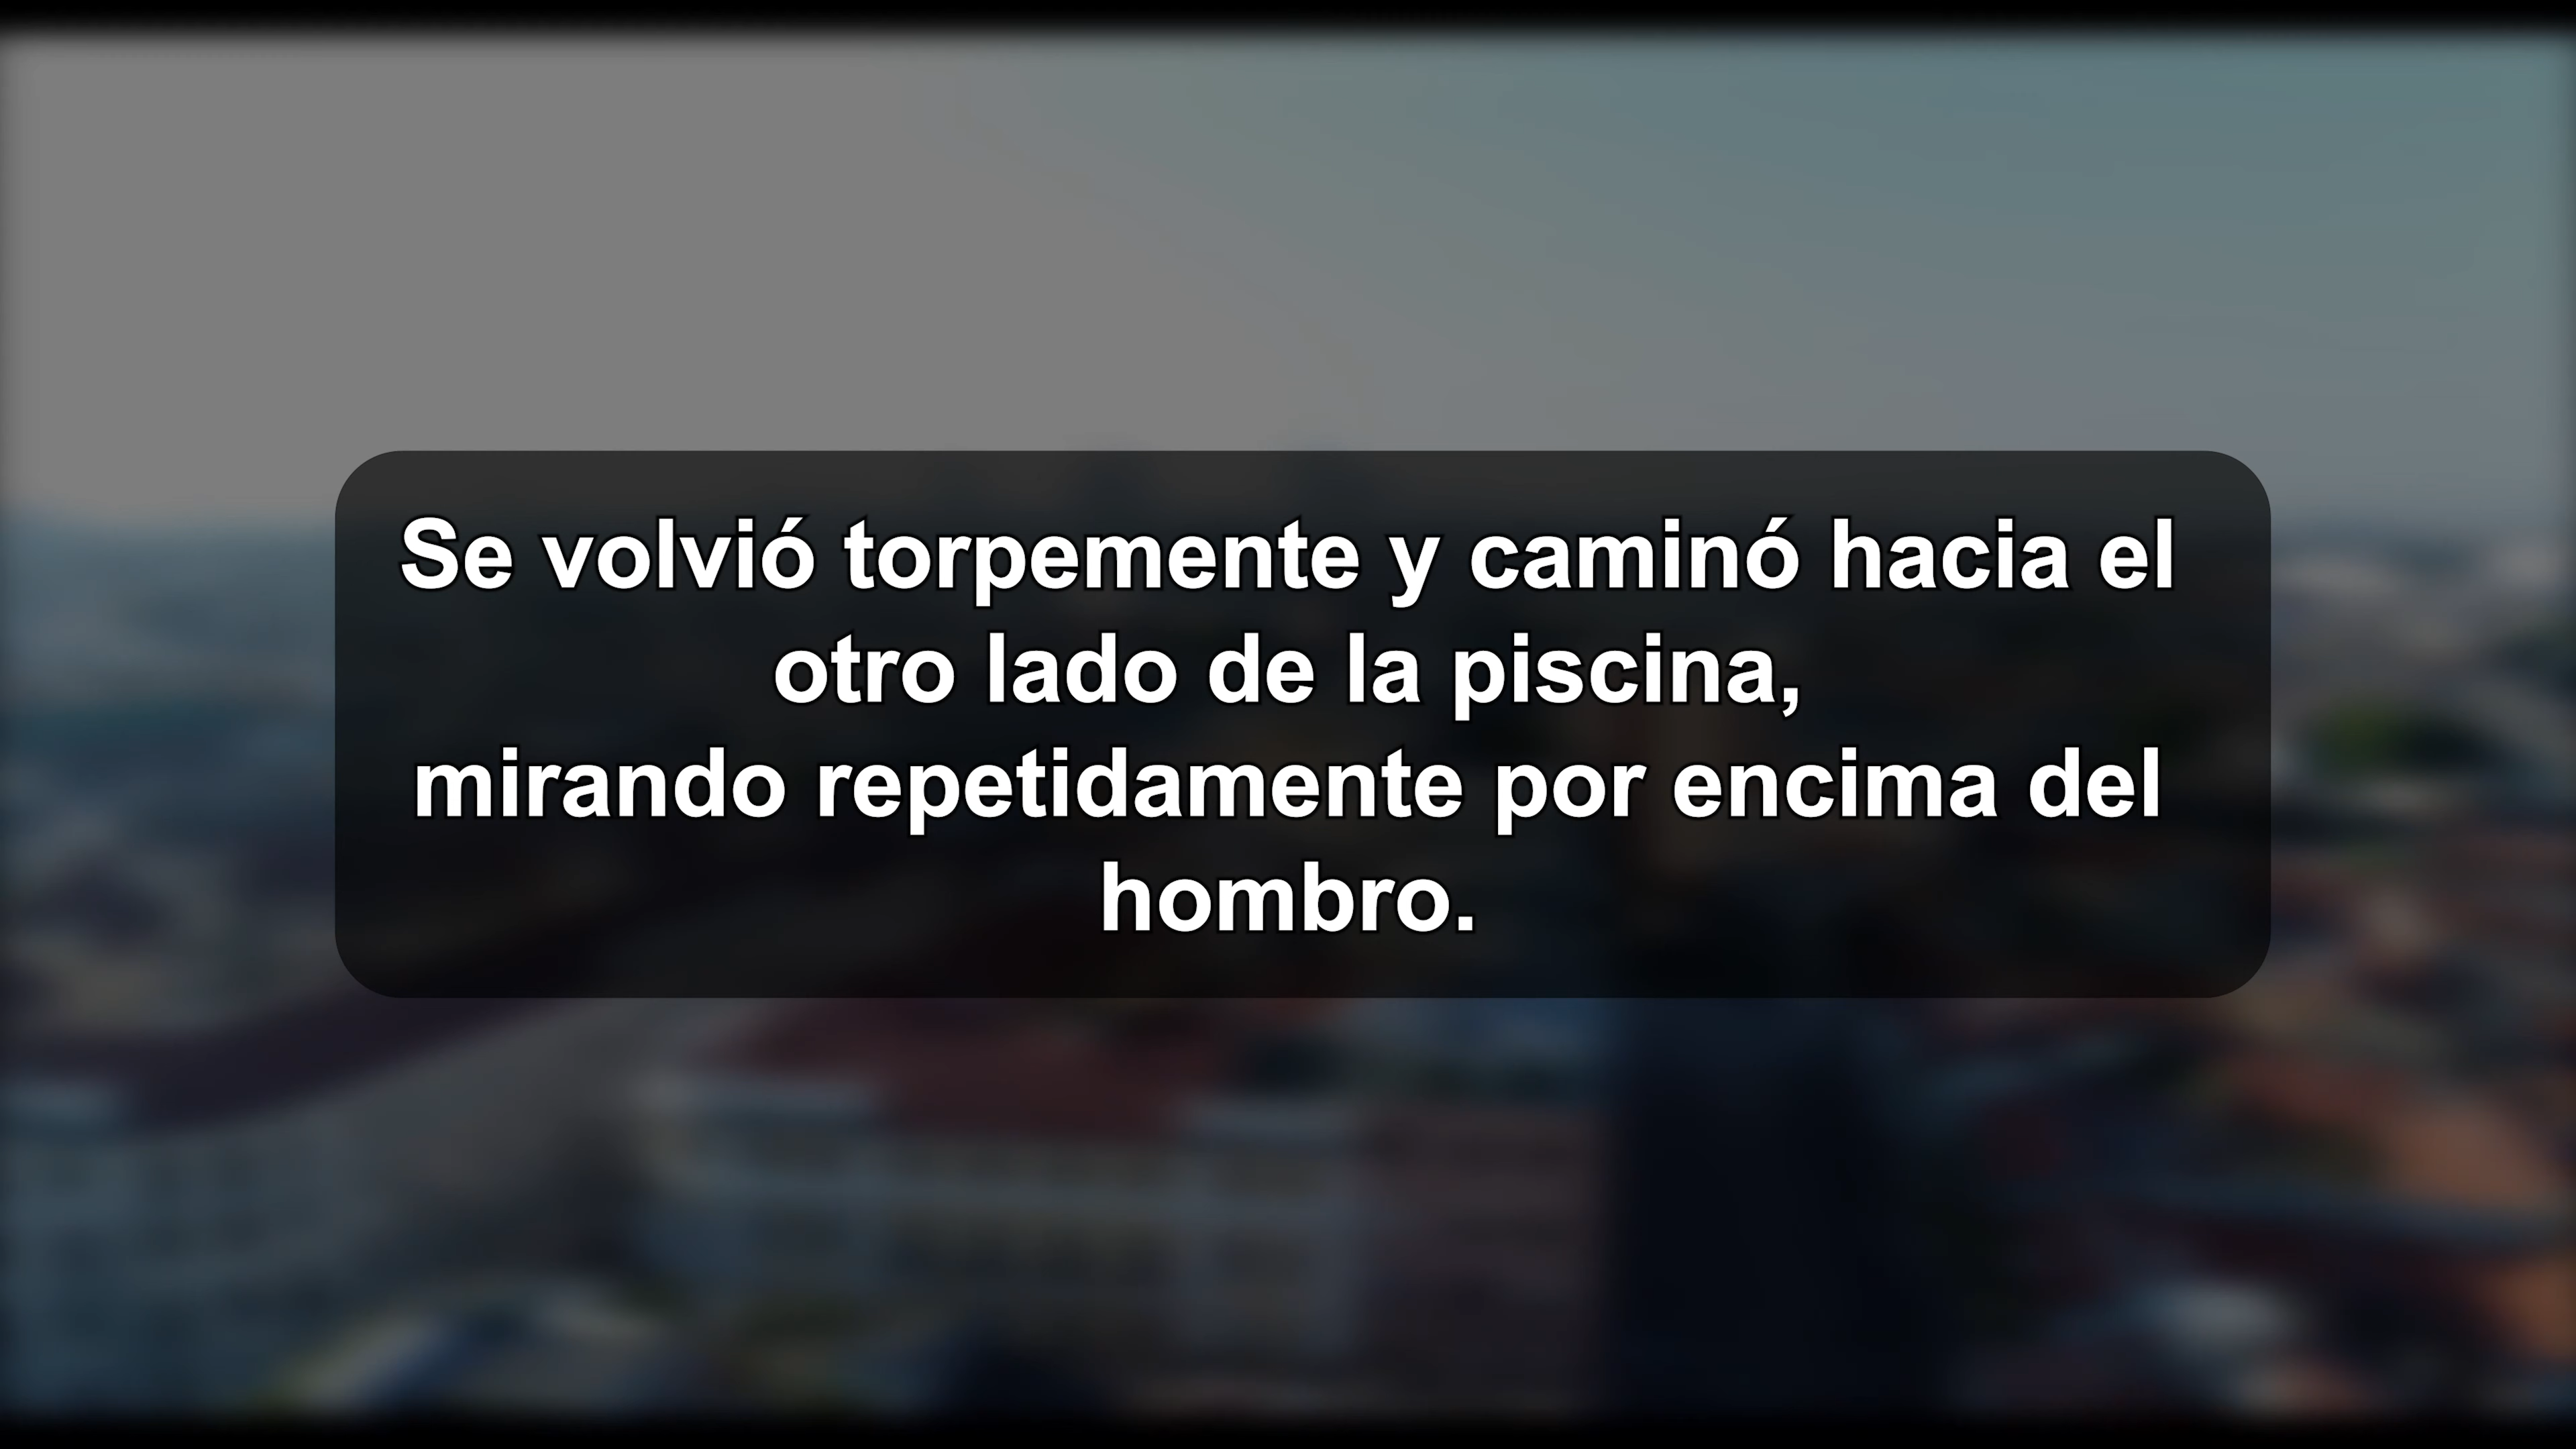 Se volvió torpemente y caminó hacia el
otro lado de la piscina,
mirando repetidamente por encima del
hombro.